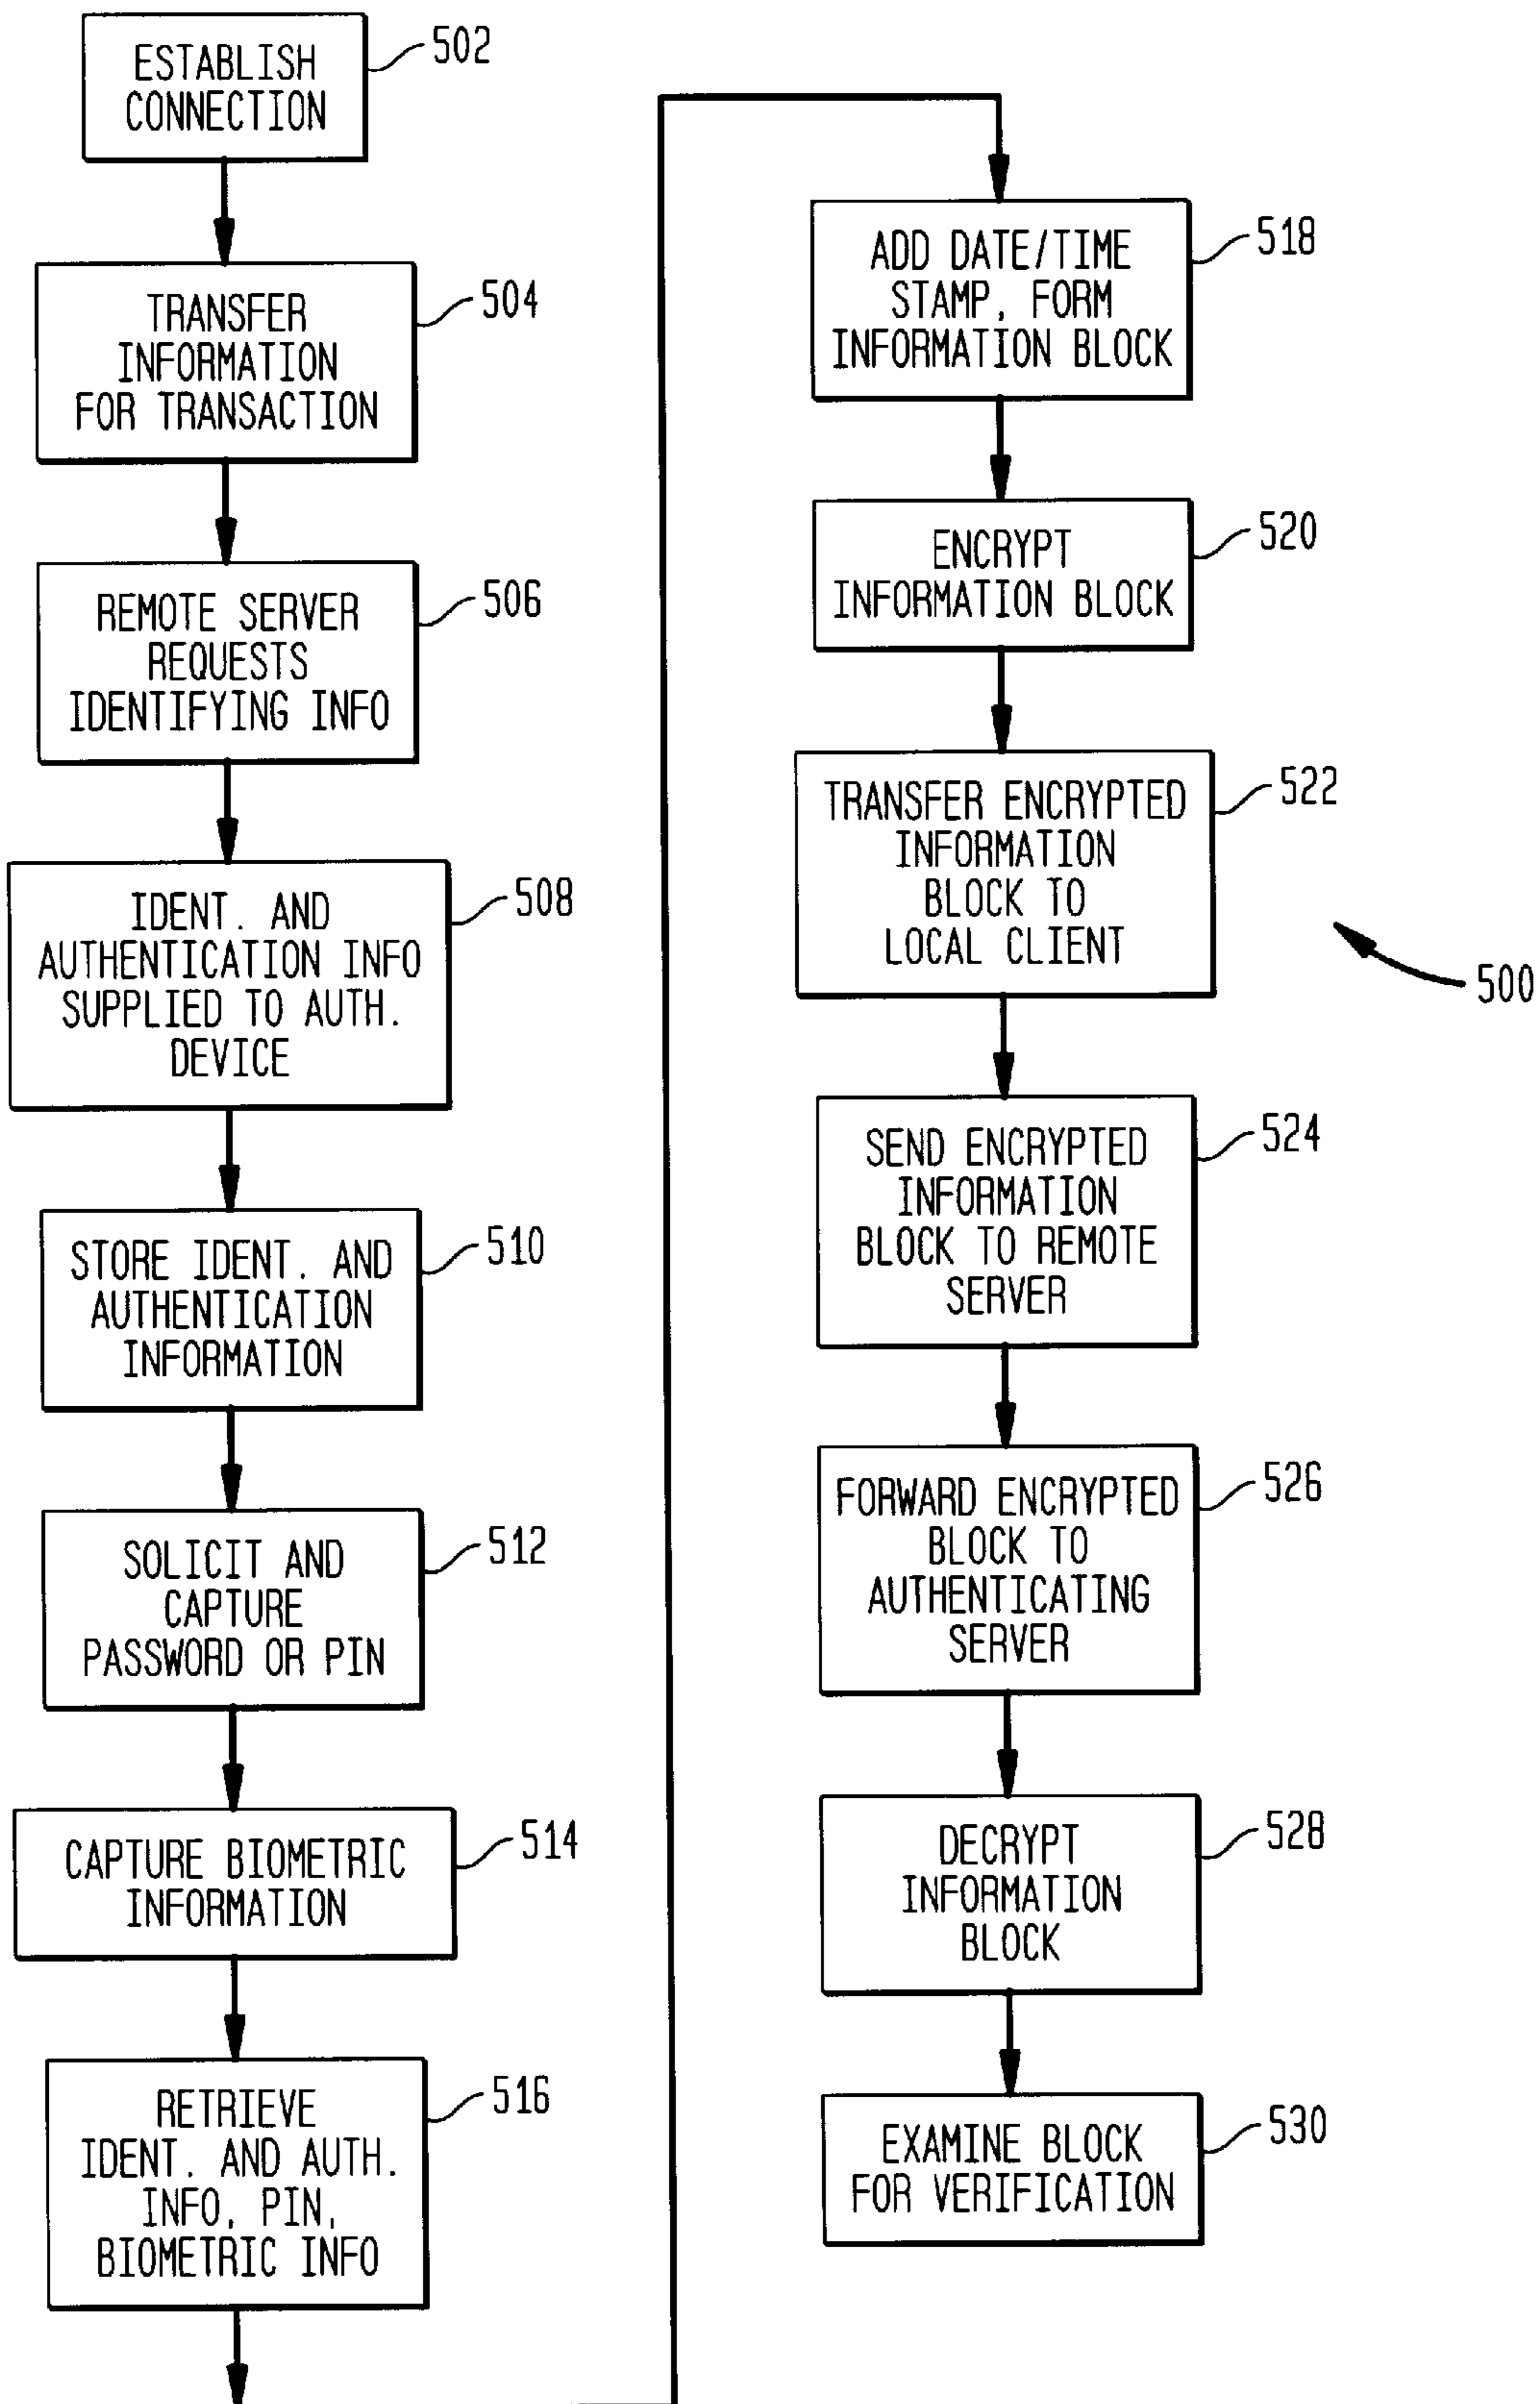 ESTABLISH
CONNECTION
502
TRANSFER
INFORMATION
FOR TRANSACTION
504
REMOTE SERVER
REQUESTS
IDENTIFYING INFO
506
IDENT. AND
AUTHENTICATION INFO
SUPPLIED TO AUTH.
DEVICE
508
STORE IDENT. AND
AUTHENTICATION
INFORMATION
510
SOLICIT AND
CAPTURE
PASSWORD OR PIN
512
CAPTURE BIOMETRIC
INFORMATION
514
RETRIEVE
IDENT. AND AUTH.
INFO, PIN,
BIOMETRIC INFO
516
ADD DATE/TIME
STAMP, FORM
INFORMATION BLOCK
518
ENCRYPT
INFORMATION BLOCK
520
TRANSFER ENCRYPTED
INFORMATION
BLOCK TO
LOCAL CLIENT
522
500
SEND ENCRYPTED
INFORMATION
BLOCK TO REMOTE
SERVER
524
FORWARD ENCRYPTED
BLOCK TO
AUTHENTICATING
SERVER
526
DECRYPT
INFORMATION
BLOCK
528
EXAMINE BLOCK
FOR VERIFICATION
530